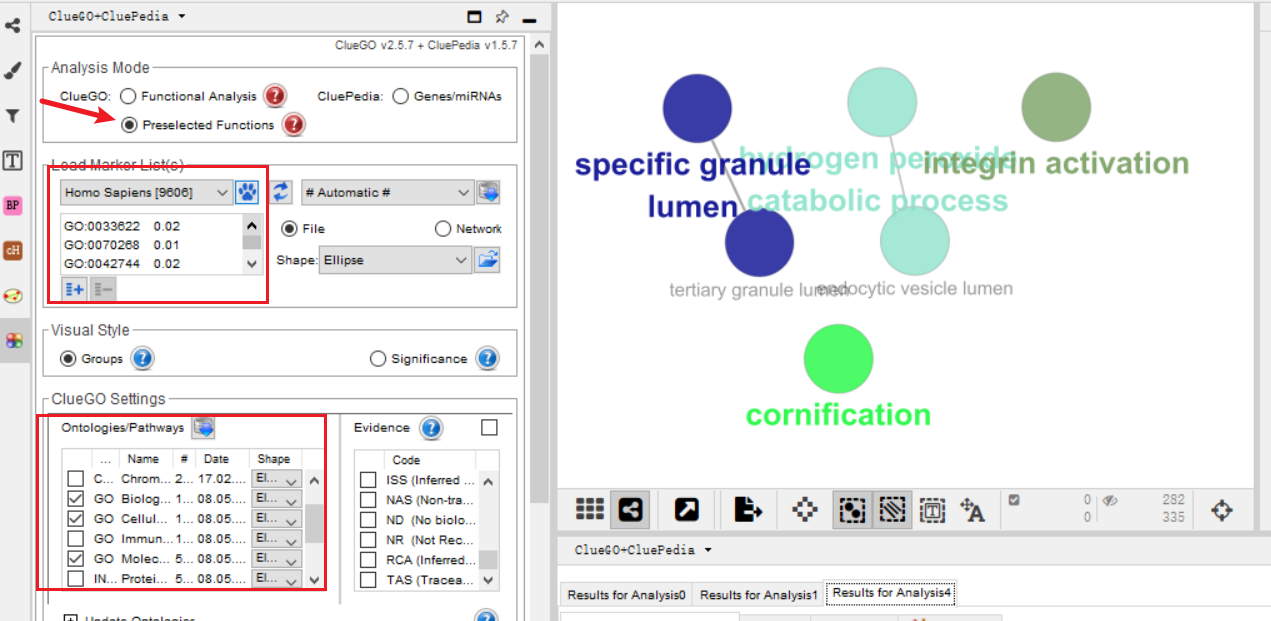 ClueGO+CluePedia
ClueGO v2.5.7 + CluePedia v1.5.7
Analysis Mode
ClueGO: Functional Analysis ? CluePedia: Genes/miRNAs
Preselected Functions ?
Load Marker List(s)
Homo Sapiens [9606] # Automatic #
GO:0033622 0.02
GO:0070268 0.01
GO:0042744 0.02
File Network
Shape: Ellipse
Visual Style
Groups ? Significance ?
ClueGO Settings
Ontologies/Pathways
... Name # Date Shape
C... Chrom... 2... 17.02.... El...
GO Biolog... 1... 08.05.... El...
GO Cellul... 1... 08.05.... El...
GO Immun... 1... 08.05.... El...
GO Molec... 5... 08.05.... El...
IN... Protei... 5... 08.05.... El...
Evidence ?
Code
ISS (Inferred ...
NAS (Non-tra...
ND (No biolo...
NR (Not Rec...
RCA (Inferred...
TAS (Tracea...
Update Ontologies
?
T
BP
cH
specific granule
lumen
hydrogen peroxide
catabolic process
integrin activation
tertiary granule lumen
endocytic vesicle lumen
cornification
T
A
0 282
0 335
ClueGO+CluePedia
Results for Analysis0 Results for Analysis1 Results for Analysis4